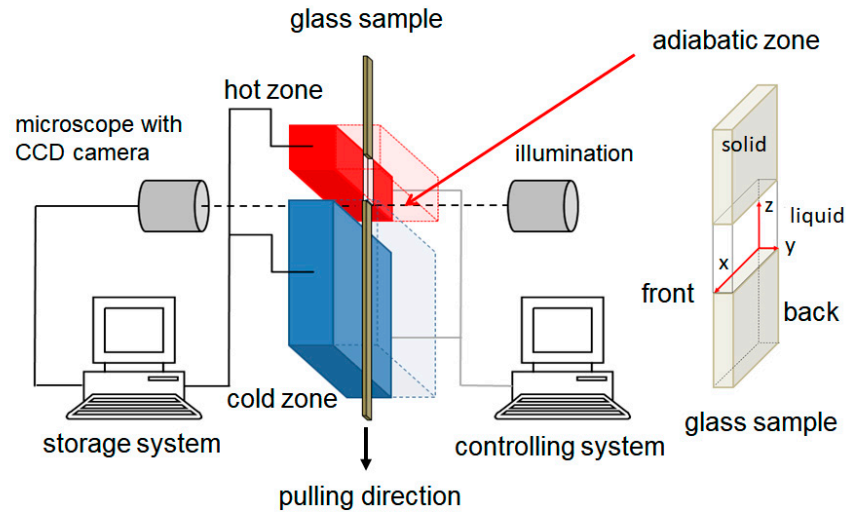 glass sample
adiabatic zone
hot zone
microscope with
CCD camera
illumination
solid
z
liquid
y
x
front
back
cold zone
storage system
controlling system
glass sample
pulling direction